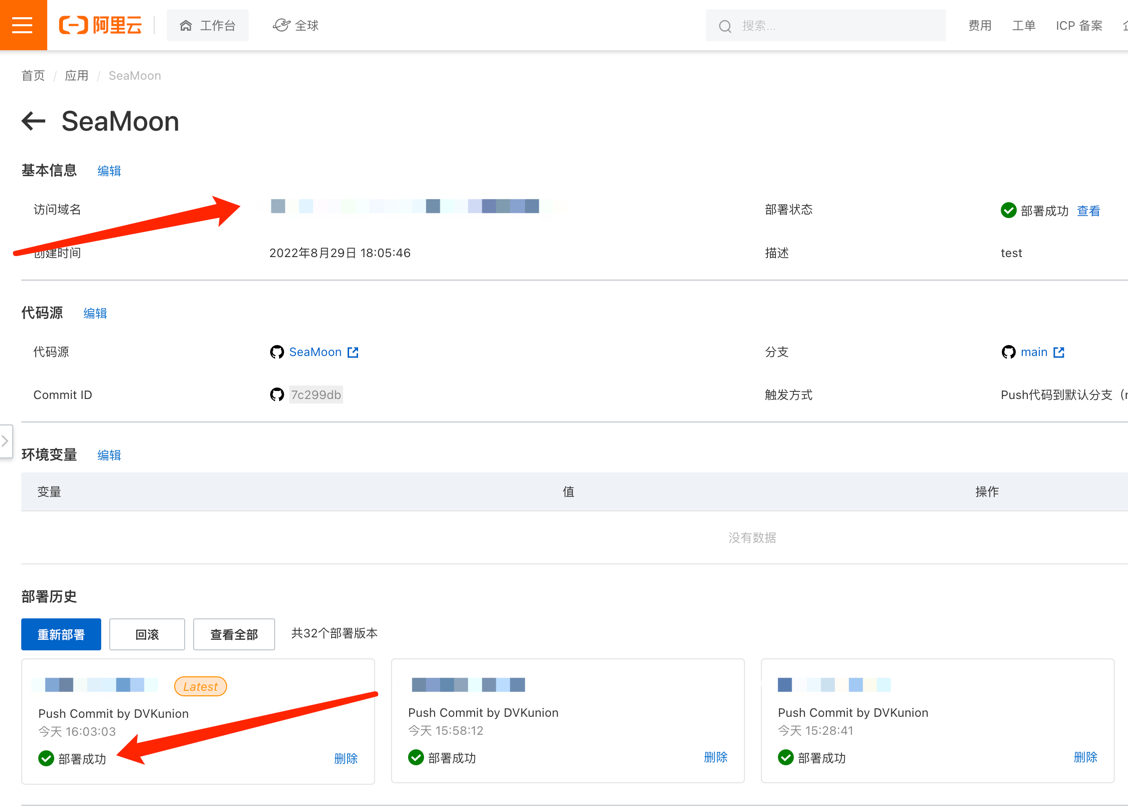 阿里云 工作台 全球 搜索... 费用 工单 ICP 备案
首页 / 应用 / SeaMoon
SeaMoon
基本信息 编辑
访问域名 部署状态 部署成功 查看
创建时间 2022年8月29日 18:05:46 描述 test
代码源 编辑
代码源 SeaMoon 分支 main
Commit ID 7c299db 触发方式 Push代码到默认分支
环境变量 编辑
变量 值 操作
没有数据
部署历史
重新部署 回滚 查看全部 共32个部署版本
Latest
Push Commit by DVKunion Push Commit by DVKunion Push Commit by DVKunion
今天 16:03:03 今天 15:58:12 今天 15:28:41
部署成功 删除 部署成功 删除 部署成功 删除